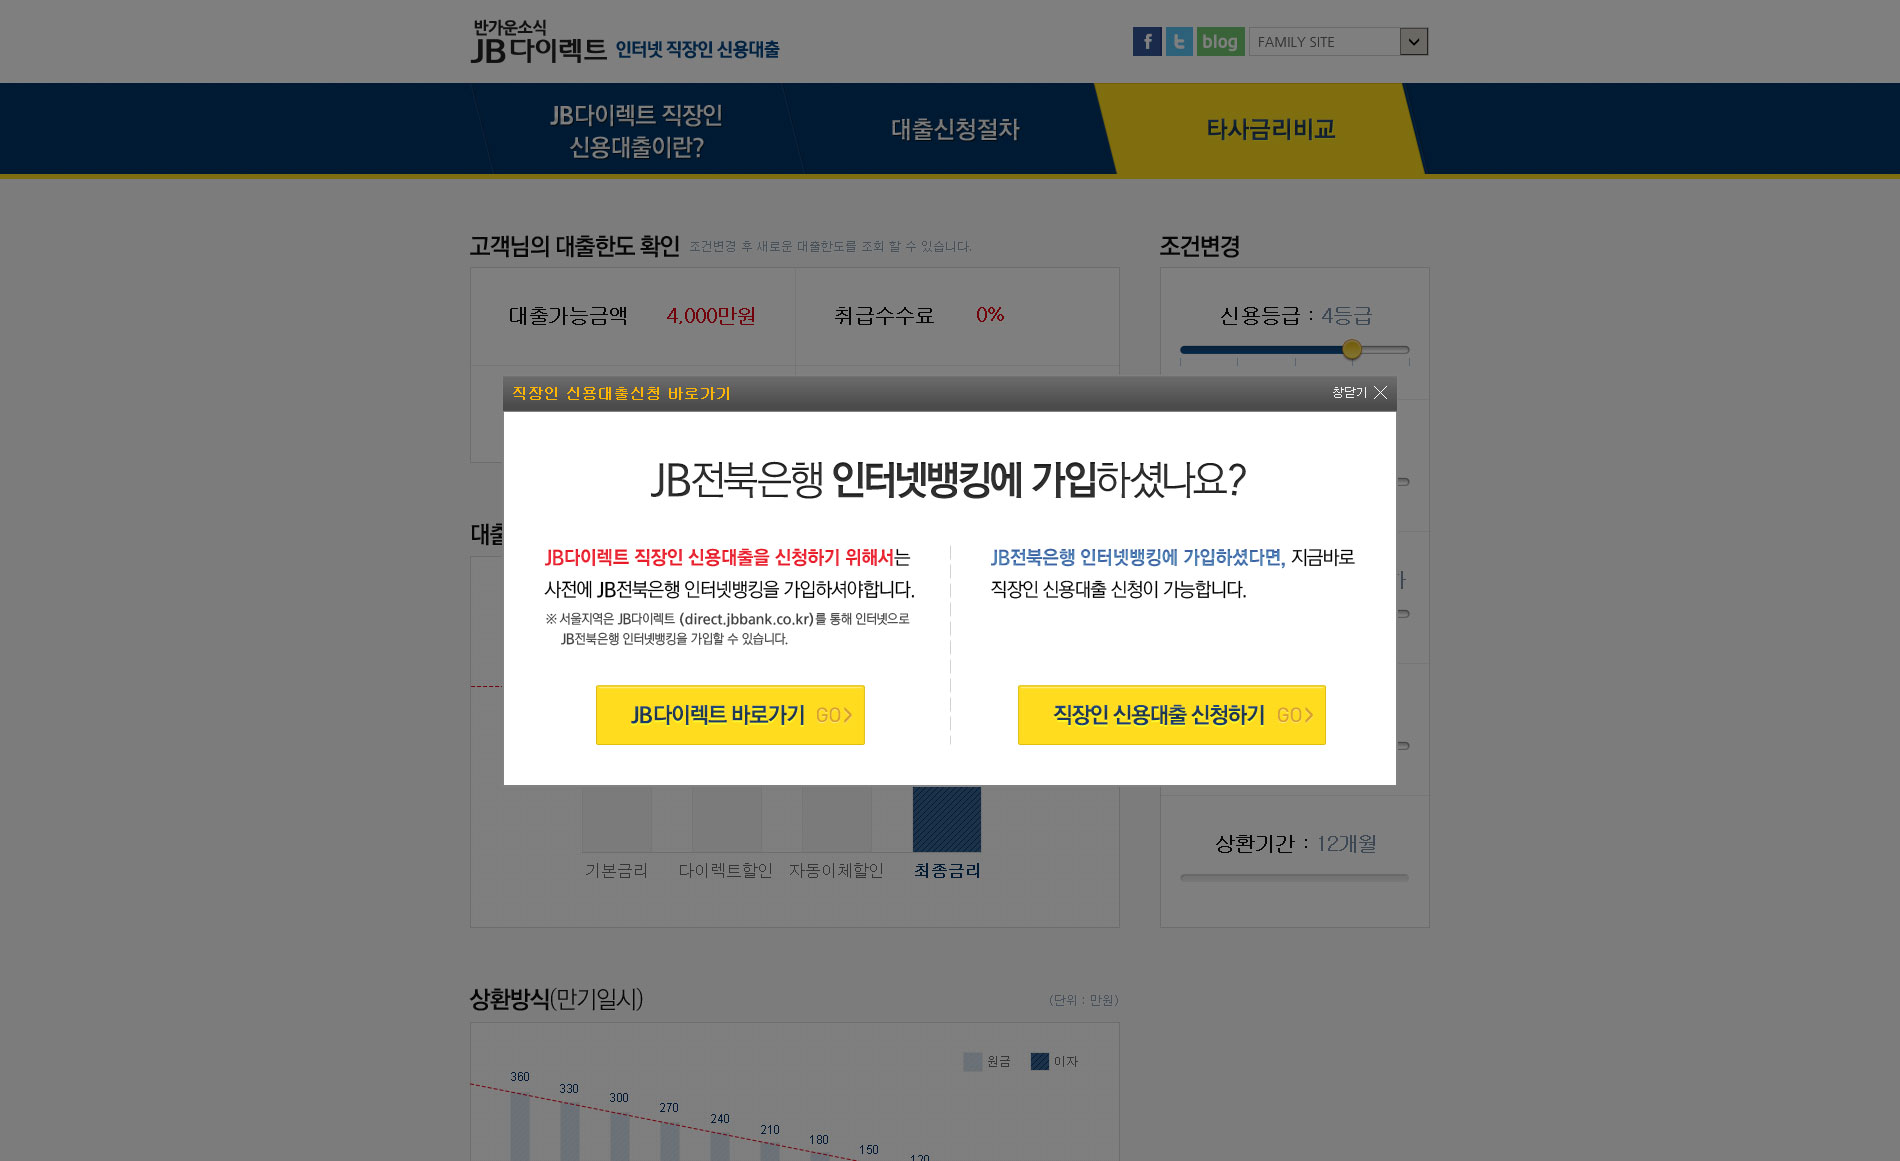 반가운소식
JB다이렉트 인터넷 직장인 신용대출
f t blog FAMILY SITE
JB다이렉트 직장인
신용대출이란?
대출신청절차
타사금리비교
고객님의 대출한도 확인 조건변경 후 새로운 대출한도를 조회 할 수 있습니다.
대출가능금액 4,000만원 취급수수료 0%
조건변경
신용등급 : 4등급
직장인 신용대출신청 바로가기 창닫기
JB전북은행 인터넷뱅킹에 가입하셨나요?
JB다이렉트 직장인 신용대출을 신청하기 위해서는
사전에 JB전북은행 인터넷뱅킹을 가입하셔야합니다.
※ 서울지역은 JB다이렉트 (direct.jbbank.co.kr)를 통해 인터넷으로
JB전북은행 인터넷뱅킹을 가입할 수 있습니다.
JB다이렉트 바로가기 GO
JB전북은행 인터넷뱅킹에 가입하셨다면, 지금바로
직장인 신용대출 신청이 가능합니다.
직장인 신용대출 신청하기 GO
기본금리 다이렉트할인 자동이체할인 최종금리
상환기간 : 12개월
상환방식(만기일시) (단위 : 만원)
원금 이자
360
330
300
270
240
210
180
150
120